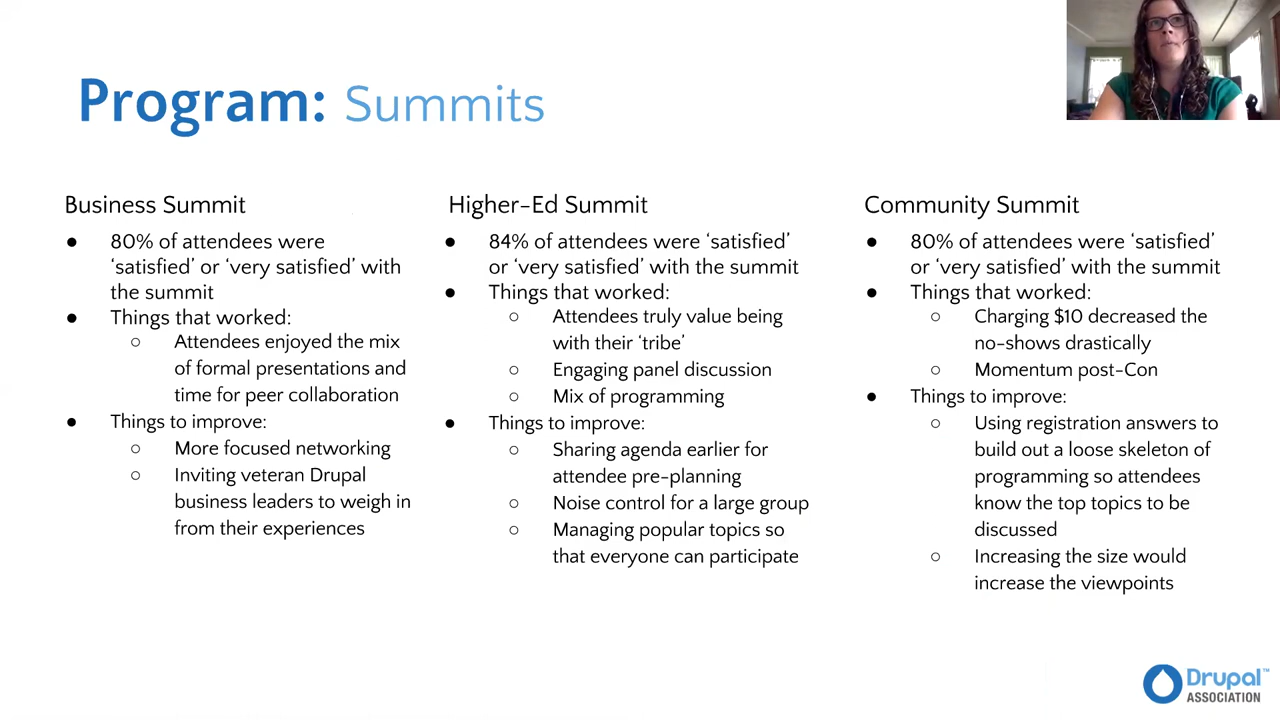 Program: Summits
Business Summit
● 80% of attendees were
‘satisfied’ or ‘very satisfied’ with
the summit
● Things that worked:
○ Attendees enjoyed the mix
of formal presentations and
time for peer collaboration
● Things to improve:
○ More focused networking
○ Inviting veteran Drupal
business leaders to weigh in
from their experiences
Higher-Ed Summit
● 84% of attendees were ‘satisfied’
or ‘very satisfied’ with the summit
● Things that worked:
○ Attendees truly value being
with their ‘tribe’
○ Engaging panel discussion
○ Mix of programming
● Things to improve:
○ Sharing agenda earlier for
attendee pre-planning
○ Noise control for a large group
○ Managing popular topics so
that everyone can participate
Community Summit
● 80% of attendees were ‘satisfied’
or ‘very satisfied’ with the summit
● Things that worked:
○ Charging $10 decreased the
no-shows drastically
○ Momentum post-Con
● Things to improve:
○ Using registration answers to
build out a loose skeleton of
programming so attendees
know the top topics to be
discussed
○ Increasing the size would
increase the viewpoints
Drupal™
ASSOCIATION